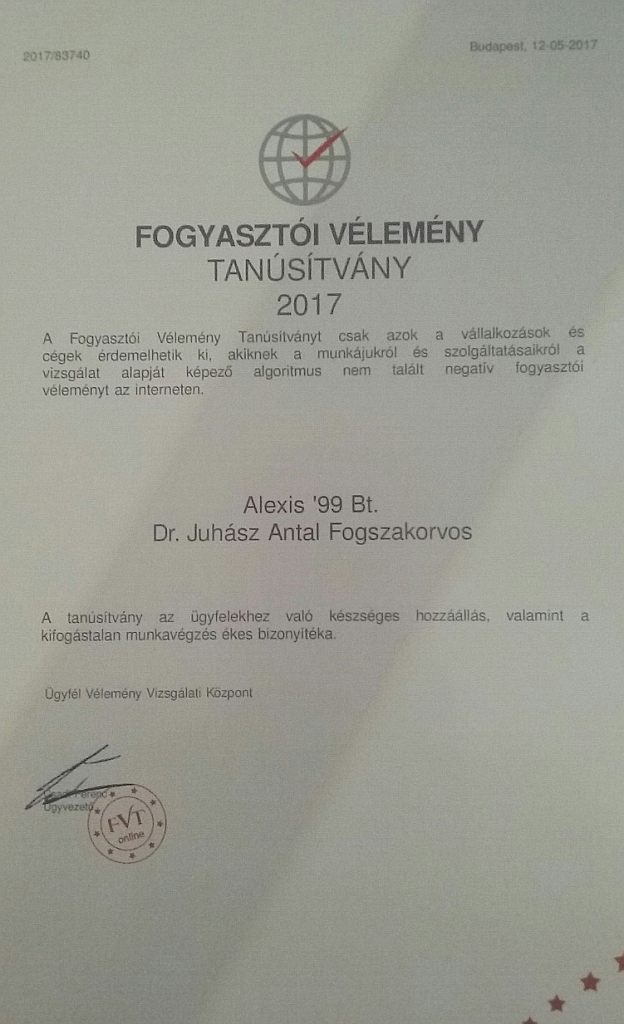 2017/83740
Budapest, 12-05-2017
FOGYASZTÓI VÉLEMÉNY
TANÚSÍTVÁNY
2017
A Fogyasztói Vélemény Tanúsítványt csak azok a vállalkozások és
cégek érdemelhetik ki, akiknek a munkájukról és szolgáltatásaikról a
vizsgálat alapját képező algoritmus nem talált negatív fogyasztói
véleményt az interneten.
Alexis '99 Bt.
Dr. Juhász Antal Fogszakorvos
A tanúsítvány az ügyfelekhez való készséges hozzáállás, valamint a
kifogástalan munkavégzés ékes bizonyítéka.
Ügyfél Vélemény Vizsgálati Központ
Ferenc
Ügyvezető
FVT
online